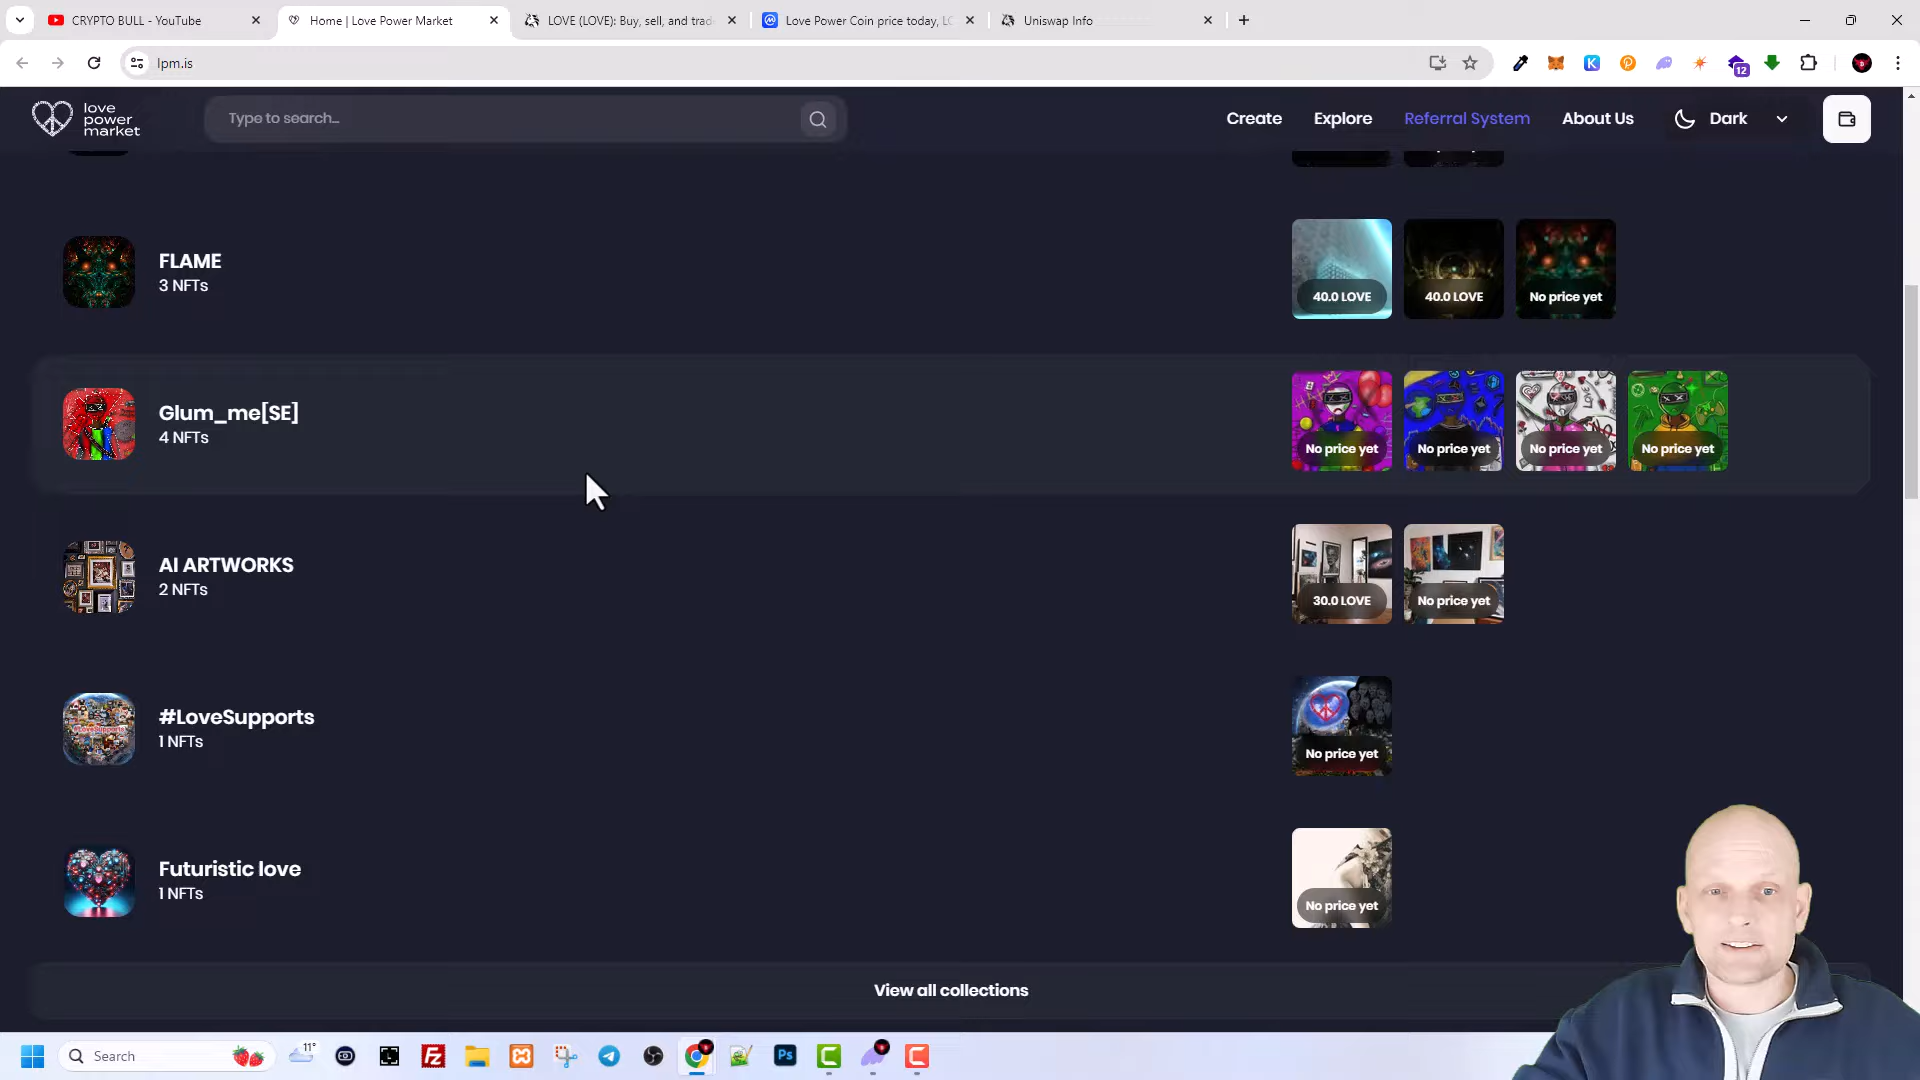 CRYPTO BULL - YouTube
Home | Love Power Market
LOVE (LOVE): Buy, sell, and trad
Love Power Coin price today, LC
Uniswap Info
lpm.is
12
love
power
market
Type to search...
Create
Explore
Referral System
About Us
Dark
FLAME
3 NFTs
40.0 LOVE
40.0 LOVE
No price yet
Glum_me[SE]
4 NFTs
No price yet
No price yet
No price yet
No price yet
AI ARTWORKS
2 NFTs
30.0 LOVE
No price yet
#LoveSupports
1 NFTs
No price yet
Futuristic love
1 NFTs
No price yet
View all collections
Search
11°